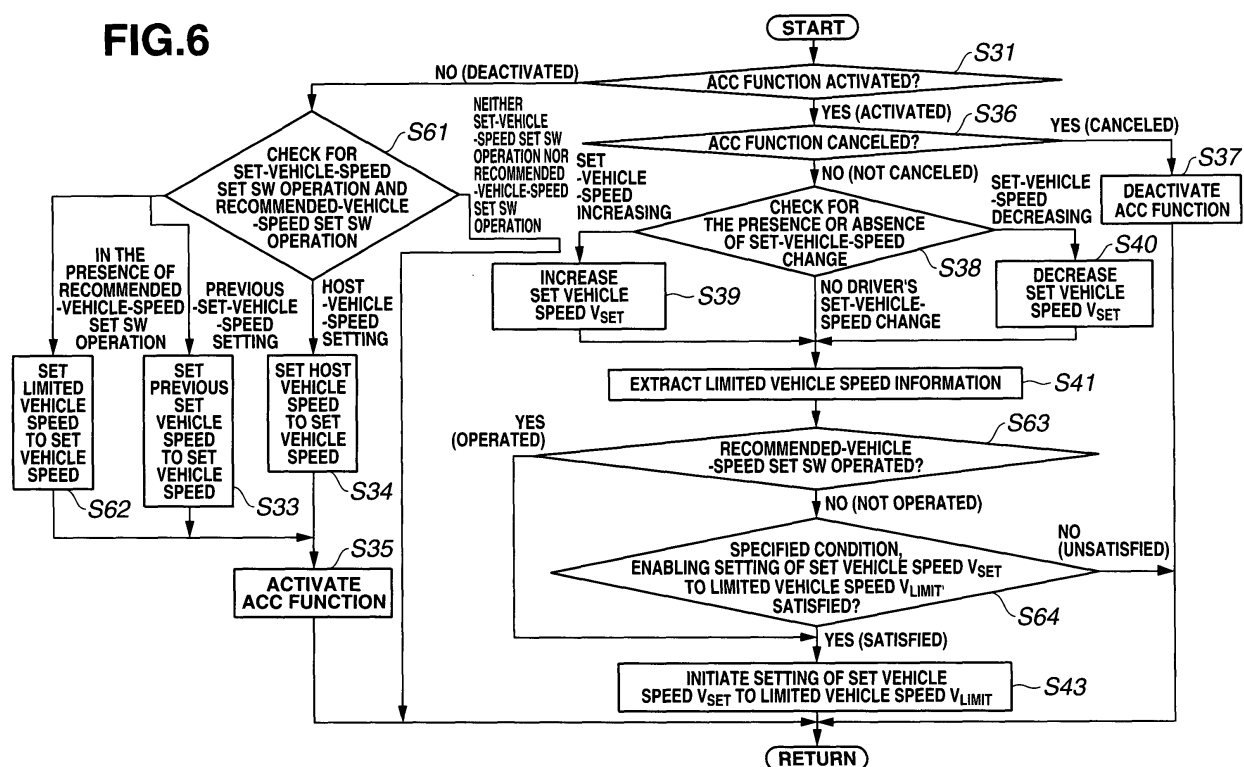 FIG.6
START
S31
ACC FUNCTION ACTIVATED?
NO (DEACTIVATED)
YES (ACTIVATED)
S36
ACC FUNCTION CANCELED?
YES (CANCELED)
S37
DEACTIVATE
ACC FUNCTION
NO (NOT CANCELED)
S61
CHECK FOR
SET-VEHICLE-SPEED
SET SW OPERATION AND
RECOMMENDED-VEHICLE
-SPEED SET SW
OPERATION
NEITHER
SET-VEHICLE
-SPEED SET SW
OPERATION NOR
RECOMMENDED
-VEHICLE-SPEED
SET SW
OPERATION
SET
-VEHICLE
-SPEED
INCREASING
CHECK FOR
THE PRESENCE OR ABSENCE
OF SET-VEHICLE-SPEED
CHANGE
S38
SET-VEHICLE
-SPEED
DECREASING
INCREASE
SET VEHICLE
SPEED VSET
S39
NO DRIVER'S
SET-VEHICLE-
SPEED CHANGE
S40
DECREASE
SET VEHICLE
SPEED VSET
IN THE
PRESENCE OF
RECOMMENDED
-VEHICLE-SPEED
SET SW
OPERATION
PREVIOUS
-SET-VEHICLE
-SPEED
SETTING
HOST
-VEHICLE
-SPEED
SETTING
SET
LIMITED
VEHICLE
SPEED
TO SET
VEHICLE
SPEED
S62
SET
PREVIOUS
SET
VEHICLE
SPEED
TO SET
VEHICLE
SPEED
S33
SET HOST
VEHICLE
SPEED
TO SET
VEHICLE
SPEED
S34
S35
ACTIVATE
ACC FUNCTION
EXTRACT LIMITED VEHICLE SPEED INFORMATION
S41
YES
(OPERATED)
S63
RECOMMENDED-VEHICLE
-SPEED SET SW OPERATED?
NO (NOT OPERATED)
SPECIFIED CONDITION,
ENABLING SETTING OF SET VEHICLE SPEED VSET
TO LIMITED VEHICLE SPEED VLIMIT,
SATISFIED?
S64
NO
(UNSATISFIED)
YES (SATISFIED)
INITIATE SETTING OF SET VEHICLE
SPEED VSET TO LIMITED VEHICLE SPEED VLIMIT
S43
RETURN